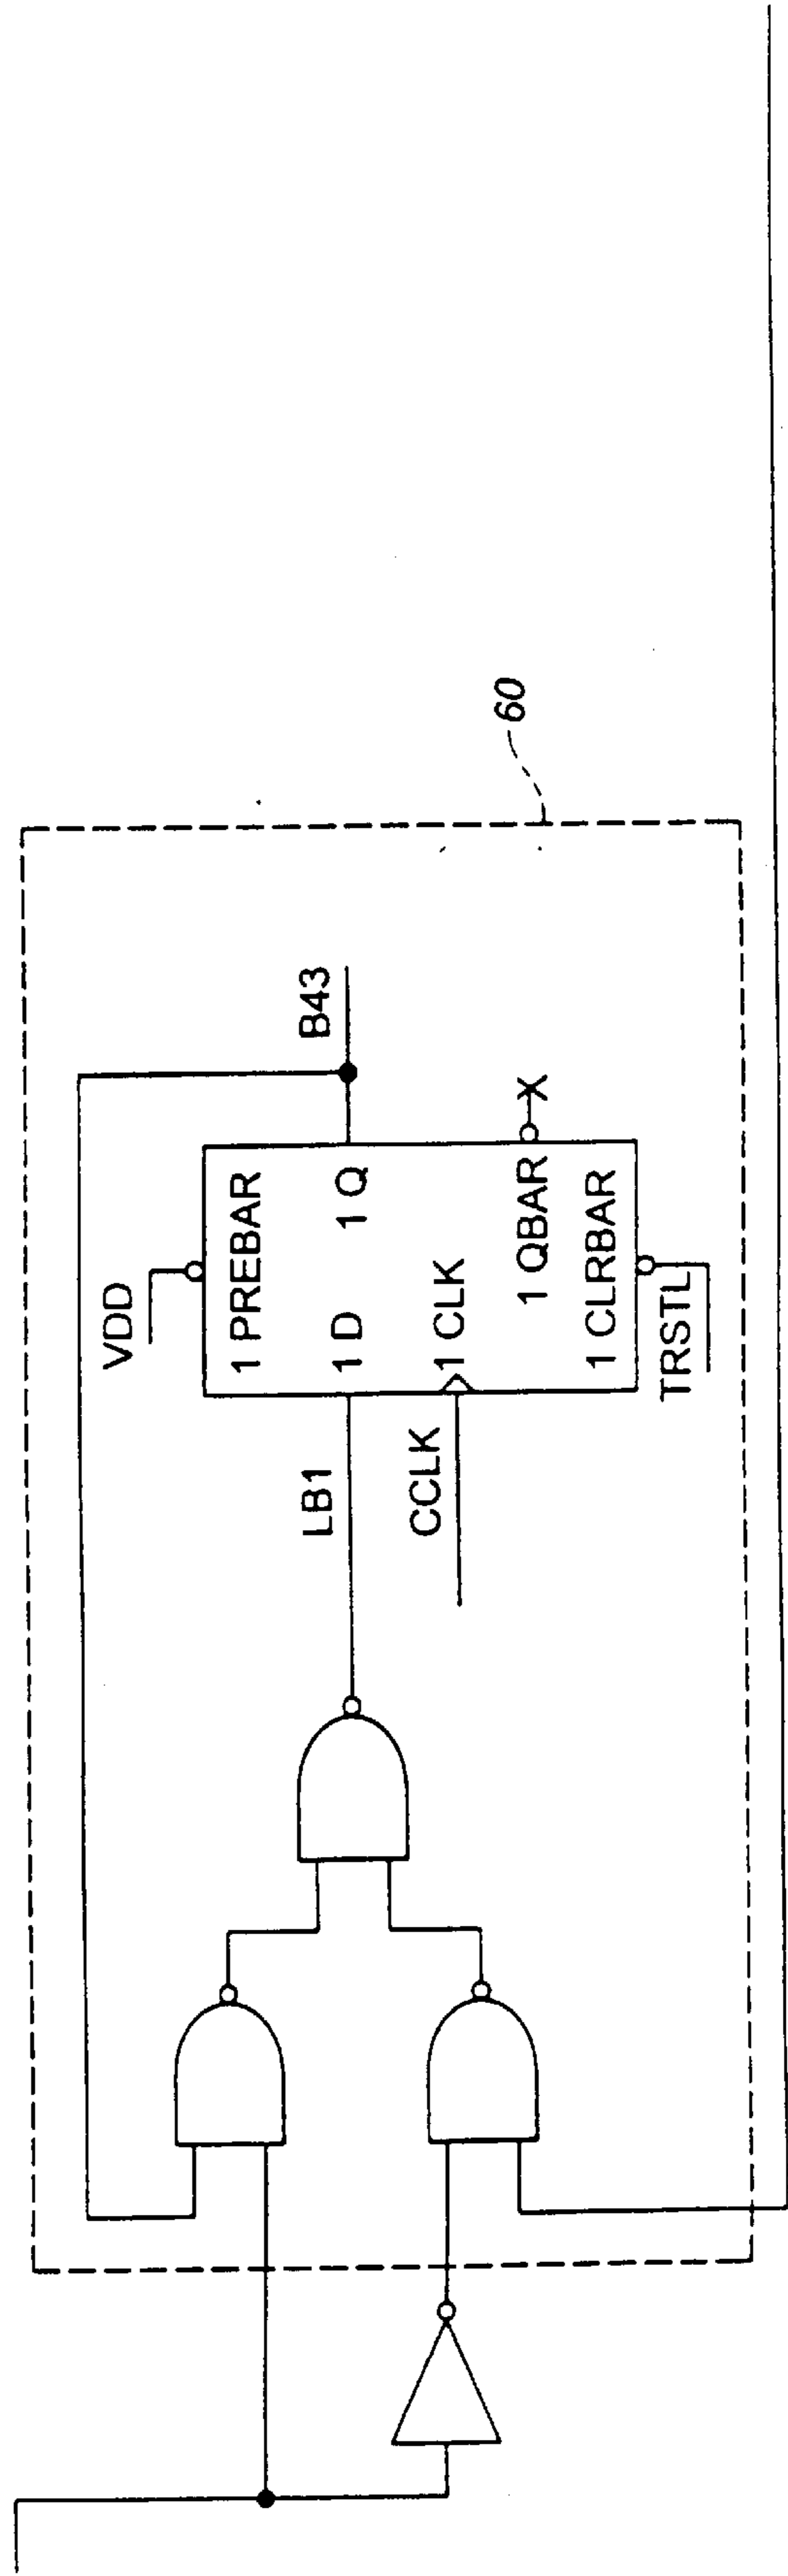 VDD
1 PREBAR
1 D
1 Q
B43
LB1
CCLK
1 CLK
1 QBAR
X
1 CLRBAR
TRSTL
60